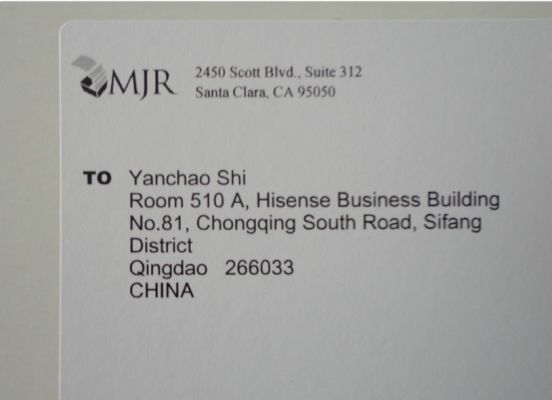 MJR
2450 Scott Blvd., Suite 312
Santa Clara, CA 95050
TO Yanchao Shi
Room 510 A, Hisense Business Building
No.81, Chongqing South Road, Sifang
District
Qingdao 266033
CHINA